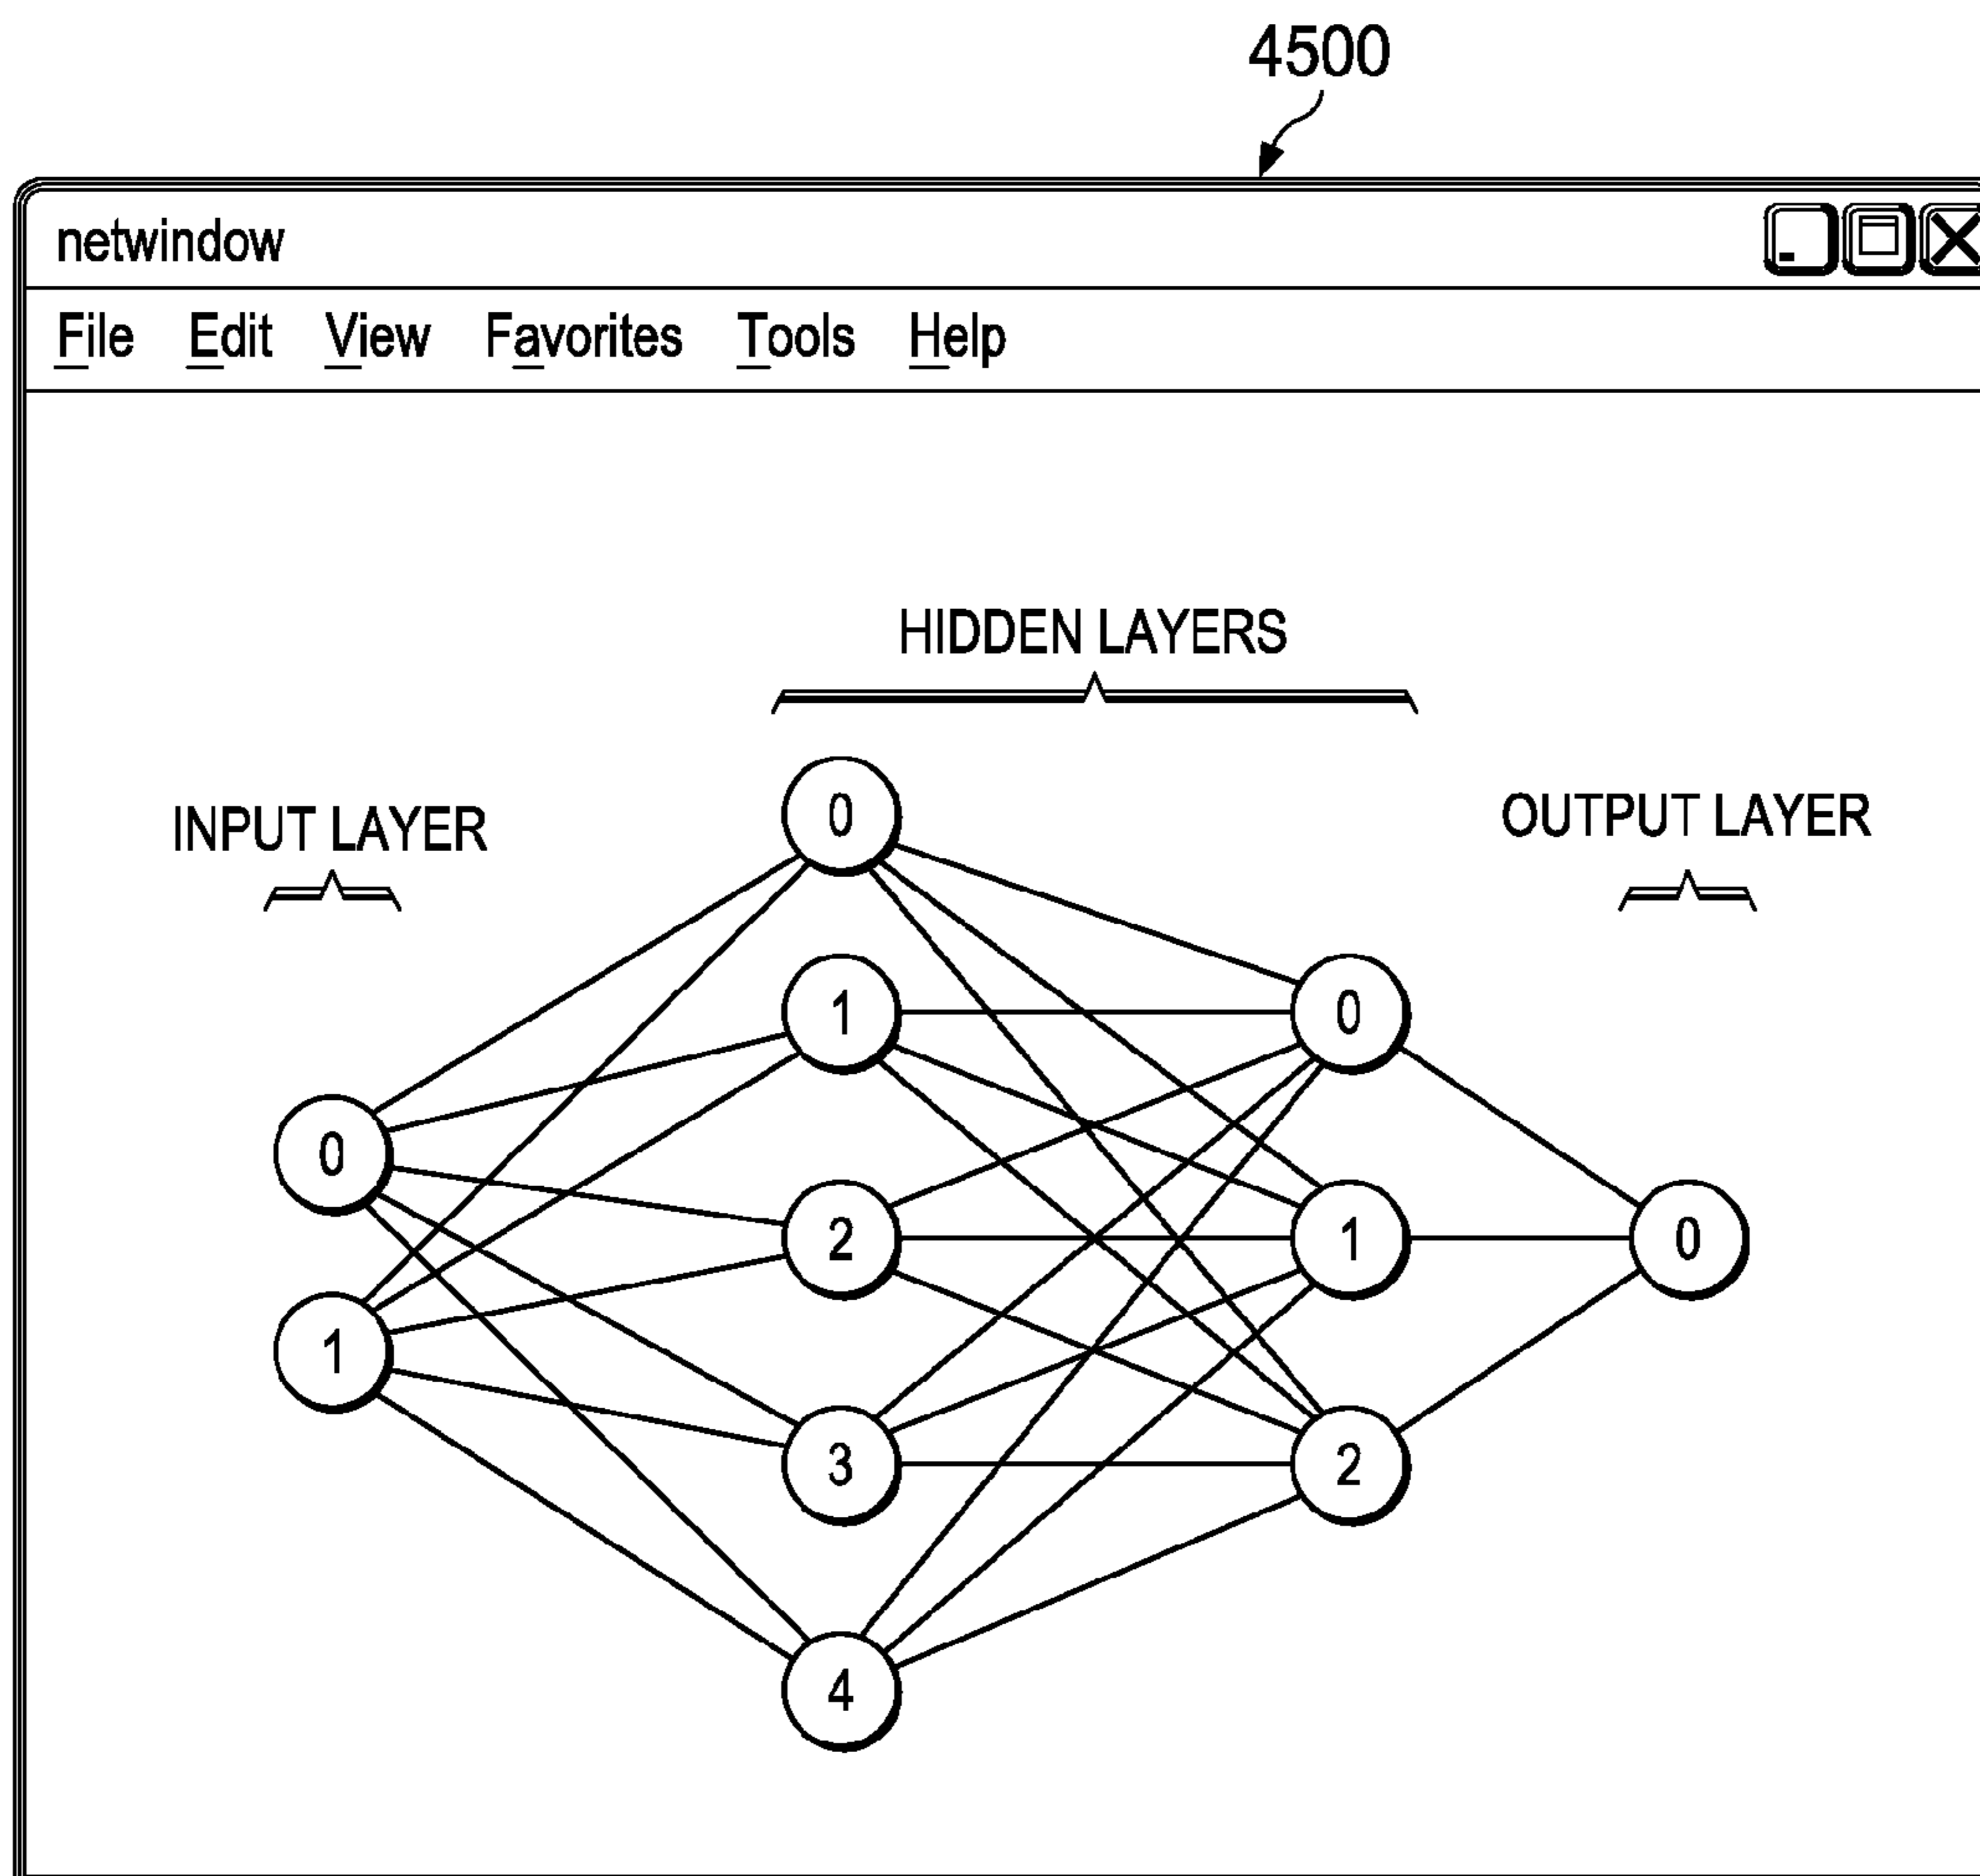 4500
netwindow
File Edit View Favorites Tools Help
HIDDEN LAYERS
INPUT LAYER
OUTPUT LAYER
0
1
0
0
1
2
1
0
1
3
2
4